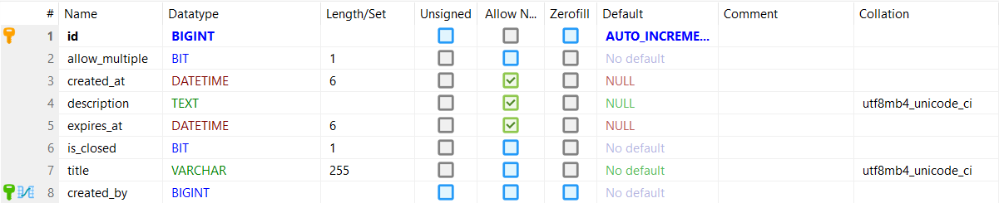 # Name Datatype Length/Set Unsigned Allow N... Zerofill Default Comment Collation
1 id BIGINT AUTO_INCREME...
2 allow_multiple BIT 1 No default
3 created_at DATETIME 6 NULL
4 description TEXT NULL utf8mb4_unicode_ci
5 expires_at DATETIME 6 NULL
6 is_closed BIT 1 No default
7 title VARCHAR 255 No default utf8mb4_unicode_ci
8 created_by BIGINT No default